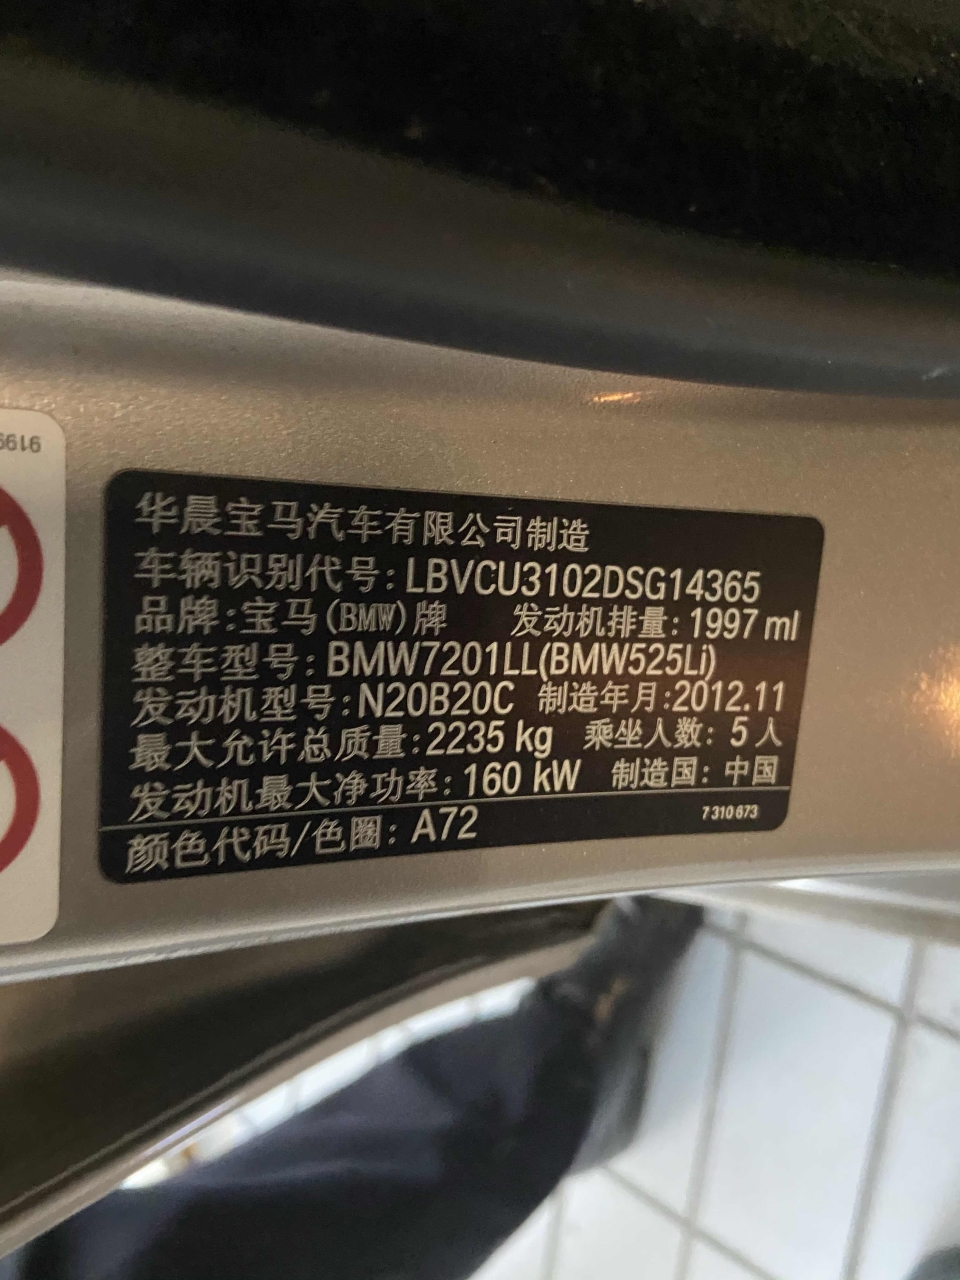 华晨宝马汽车有限公司制造
车辆识别代号:LBVCU3102DSG14365
品牌:宝马(BMW)牌 发动机排量:1997 ml
整车型号:BMW7201LL(BMW525Li)
发动机型号:N20B20C 制造年月:2012.11
最大允许总质量:2235 kg 乘坐人数:5人
发动机最大净功率:160 kW 制造国:中国
颜色代码/色圈:A72 7 310 673